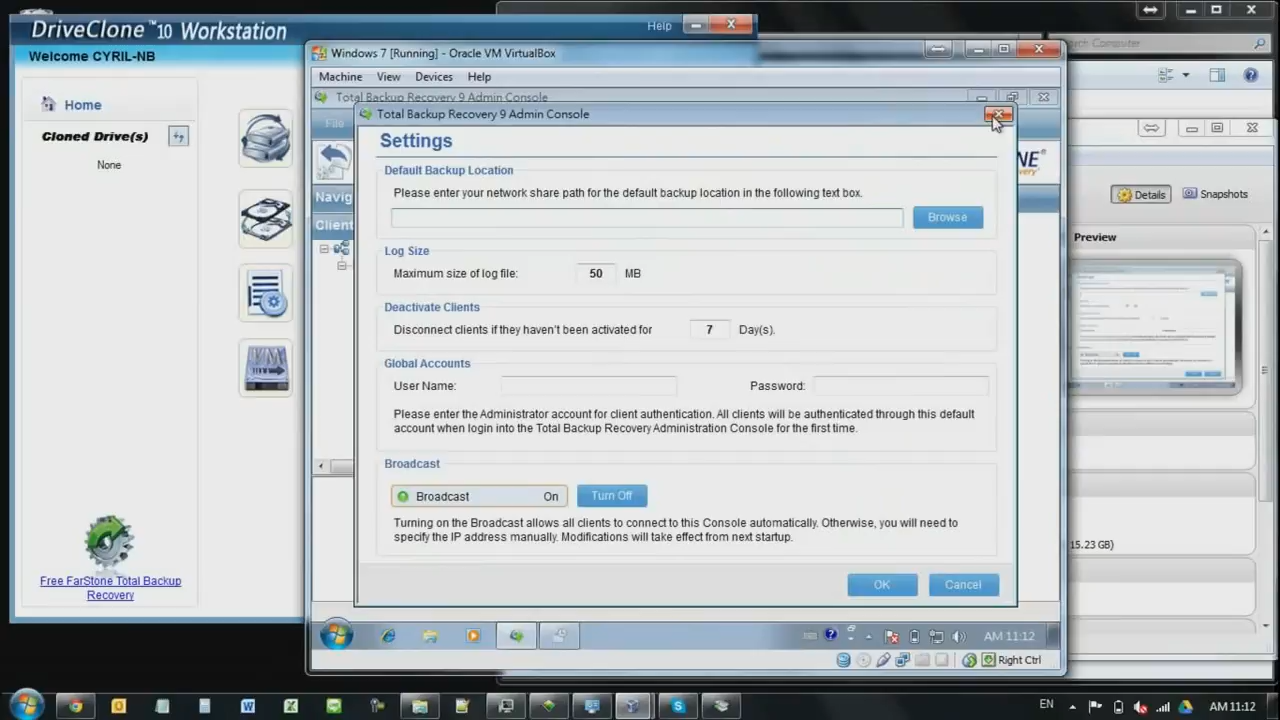 DriveClone™10 Workstation
Help
Welcome CYRIL-NB
Home
Cloned Drive(s)
None
Free FarStone Total Backup
Recovery
Windows 7 [Running] - Oracle VM VirtualBox
Machine View Devices Help
Total Backup Recovery 9 Admin Console
Total Backup Recovery 9 Admin Console
File
Navig
Client
NE
Settings
Default Backup Location
Please enter your network share path for the default backup location in the following text box.
Browse
Log Size
Maximum size of log file: 50 MB
Deactivate Clients
Disconnect clients if they haven't been activated for 7 Day(s).
Global Accounts
User Name: Password:
Please enter the Administrator account for client authentication. All clients will be authenticated through this default
account when login into the Total Backup Recovery Administration Console for the first time.
Broadcast
Broadcast On Turn Off
Turning on the Broadcast allows all clients to connect to this Console automatically. Otherwise, you will need to
specify the IP address manually. Modifications will take effect from next startup.
OK Cancel
AM 11:12
Right Ctrl
Search Computer
Details Snapshots
Preview
15.23 GB)
EN AM 11:12